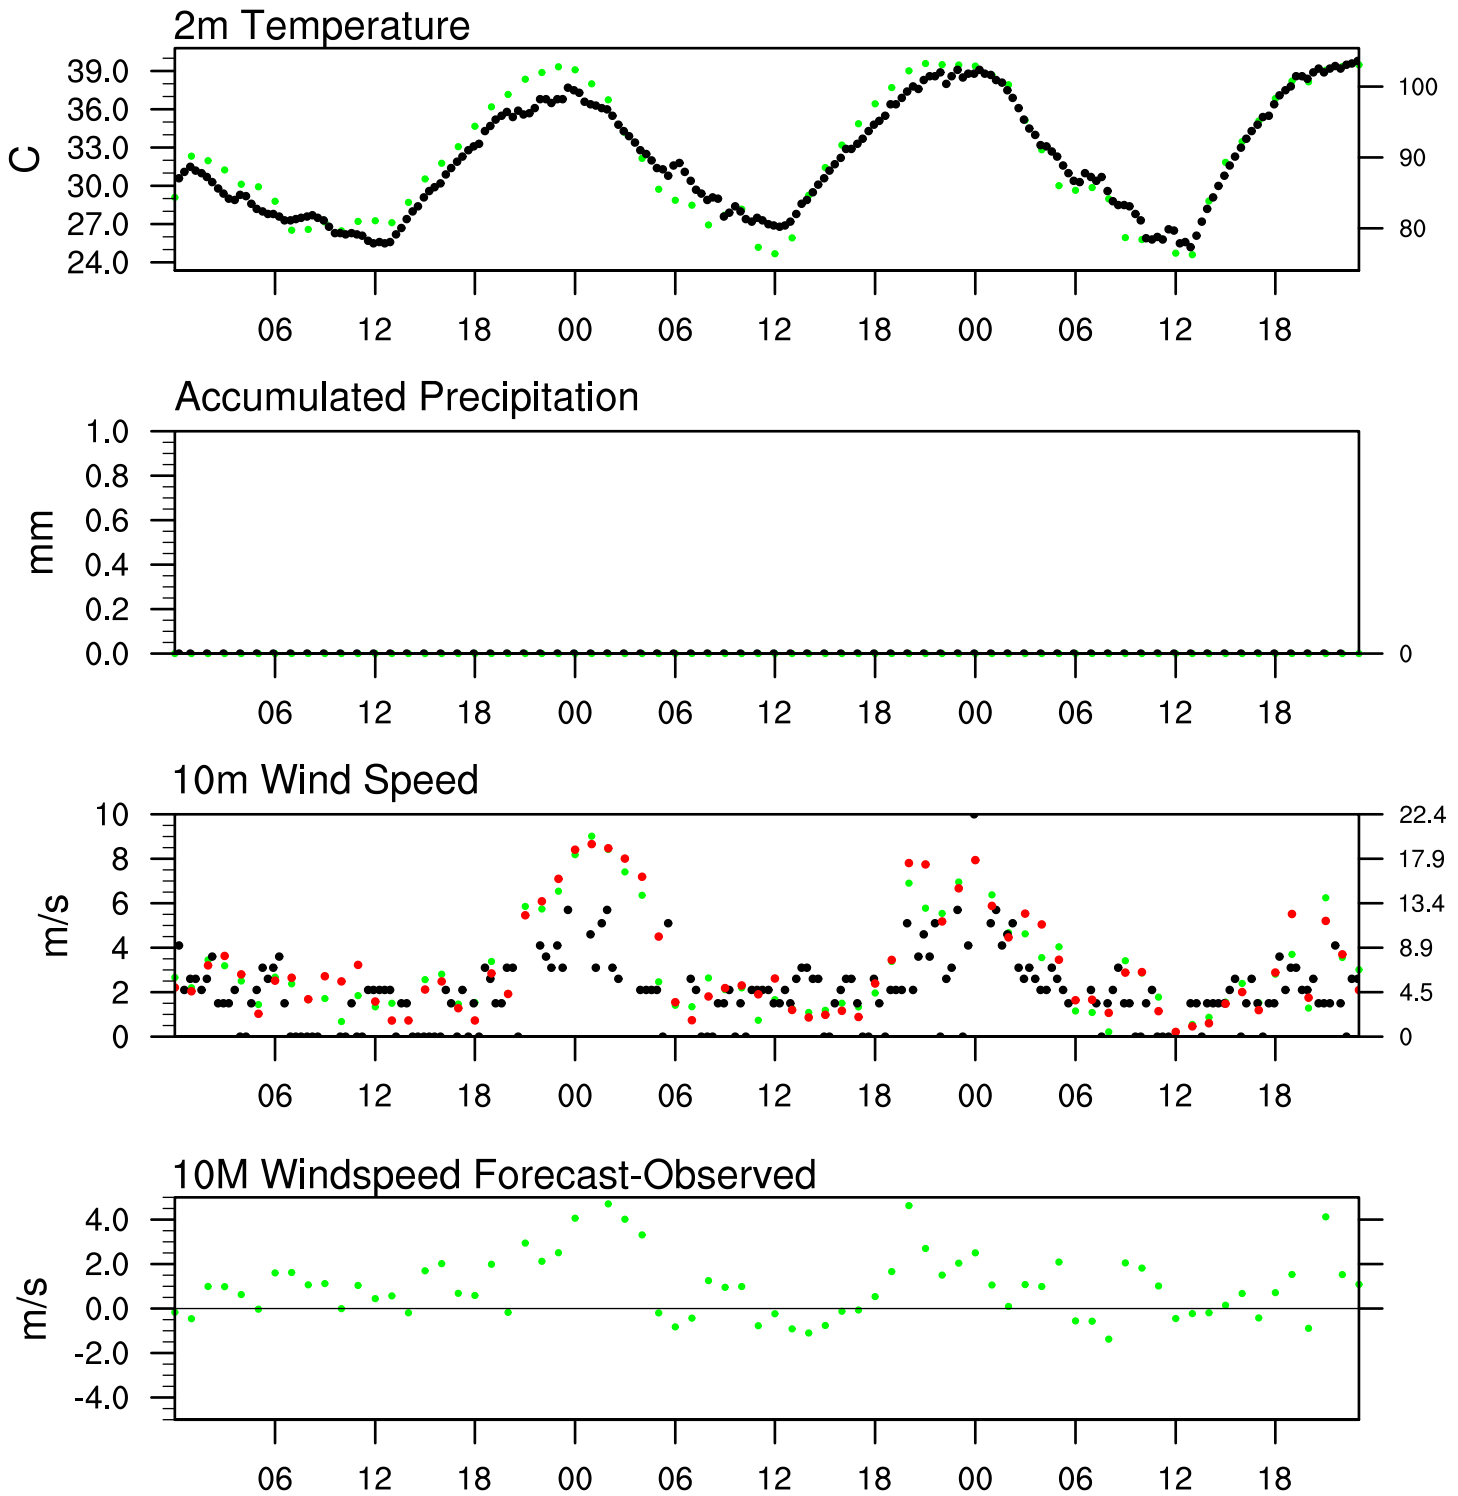 2m Temperature
C
39.0
36.0
33.0
30.0
27.0
24.0
100
90
80
06 12 18 00 06 12 18 00 06 12 18
Accumulated Precipitation
mm
1.0
0.8
0.6
0.4
0.2
0.0
0
06 12 18 00 06 12 18 00 06 12 18
10m Wind Speed
m/s
10
8
6
4
2
0
22.4
17.9
13.4
8.9
4.5
0
06 12 18 00 06 12 18 00 06 12 18
10M Windspeed Forecast-Observed
m/s
4.0
2.0
0.0
-2.0
-4.0
06 12 18 00 06 12 18 00 06 12 18